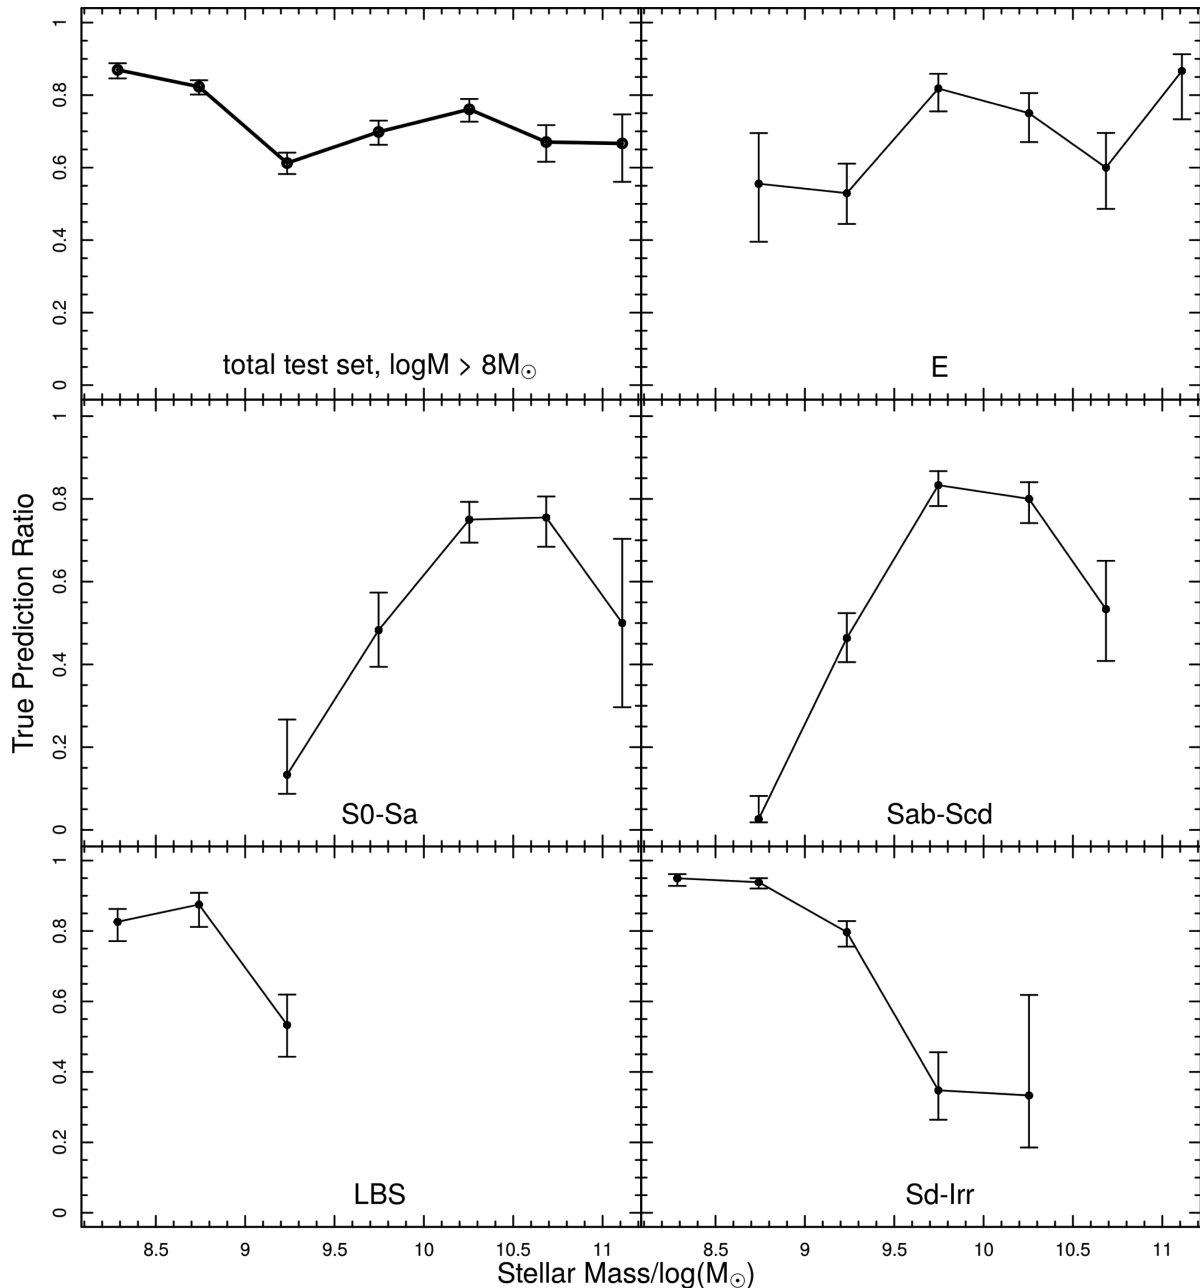 1
0.8
0.6
0.4
0.2
0
total test set, logM > 8M⊙
E
1
0.8
0.6
0.4
0.2
0
S0-Sa
Sab-Scd
True Prediction Ratio
1
0.8
0.6
0.4
0.2
0
LBS
Sd-Irr
8.5 9 9.5 10 10.5 11 8.5 9 9.5 10 10.5 11
Stellar Mass/log(M⊙)